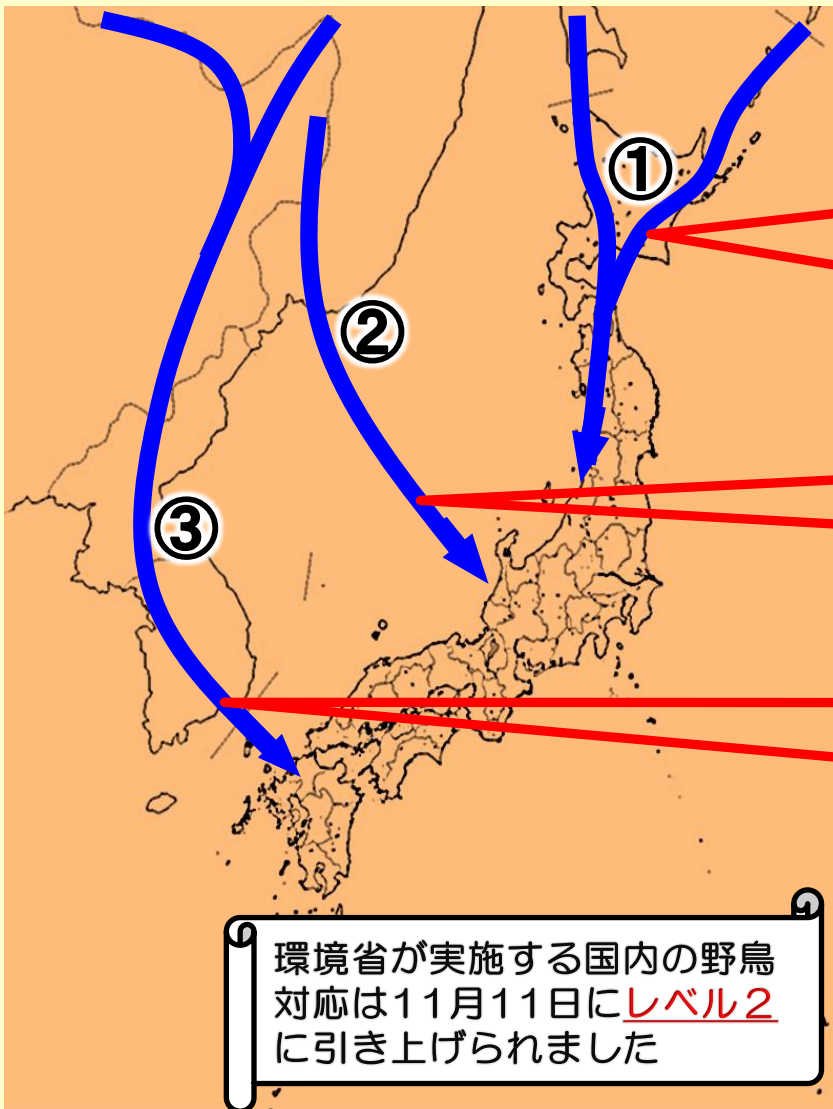 ①
②
③
環境省が実施する国内の野鳥
対応は11月11日にレベル２
に引き上げられました